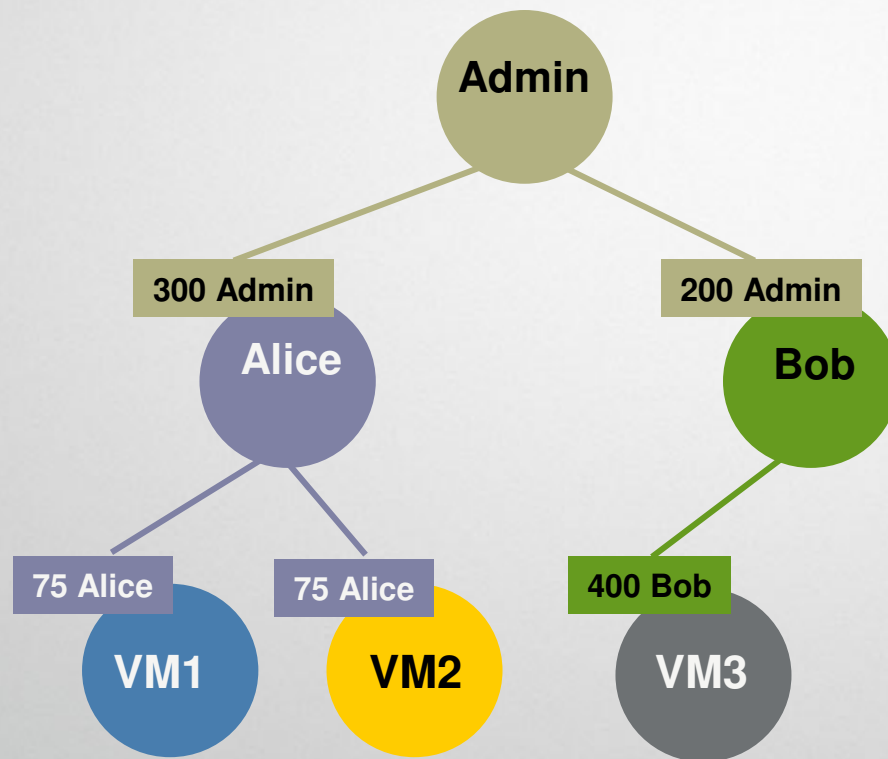 Admin
300 Admin
200 Admin
Alice
Bob
75 Alice
75 Alice
400 Bob
VM1
VM2
VM3